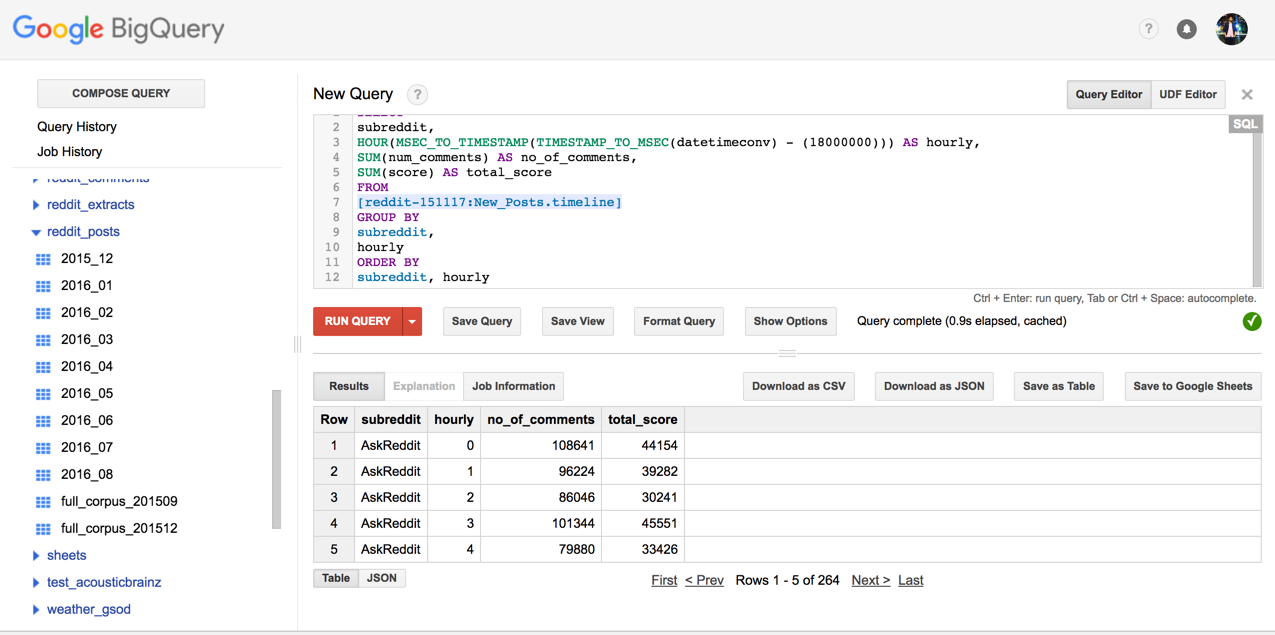 Google BigQuery
?
COMPOSE QUERY
Query History
Job History
reddit_comments
reddit_extracts
reddit_posts
2015_12
2016_01
2016_02
2016_03
2016_04
2016_05
2016_06
2016_07
2016_08
full_corpus_201509
full_corpus_201512
sheets
test_acousticbrainz
weather_gsod
New Query ?
Query Editor UDF Editor ×
SQL
1 SELECT
2 subreddit,
3 HOUR(MSEC_TO_TIMESTAMP(TIMESTAMP_TO_MSEC(datetimeconv) - (18000000))) AS hourly,
4 SUM(num_comments) AS no_of_comments,
5 SUM(score) AS total_score
6 FROM
7 [reddit-151117:New_Posts.timeline]
8 GROUP BY
9 subreddit,
10 hourly
11 ORDER BY
12 subreddit, hourly
Ctrl + Enter: run query, Tab or Ctrl + Space: autocomplete.
RUN QUERY Save Query Save View Format Query Show Options Query complete (0.9s elapsed, cached)
Results Explanation Job Information Download as CSV Download as JSON Save as Table Save to Google Sheets
Row subreddit hourly no_of_comments total_score
1 AskReddit 0 108641 44154
2 AskReddit 1 96224 39282
3 AskReddit 2 86046 30241
4 AskReddit 3 101344 45551
5 AskReddit 4 79880 33426
Table JSON First < Prev Rows 1 - 5 of 264 Next > Last